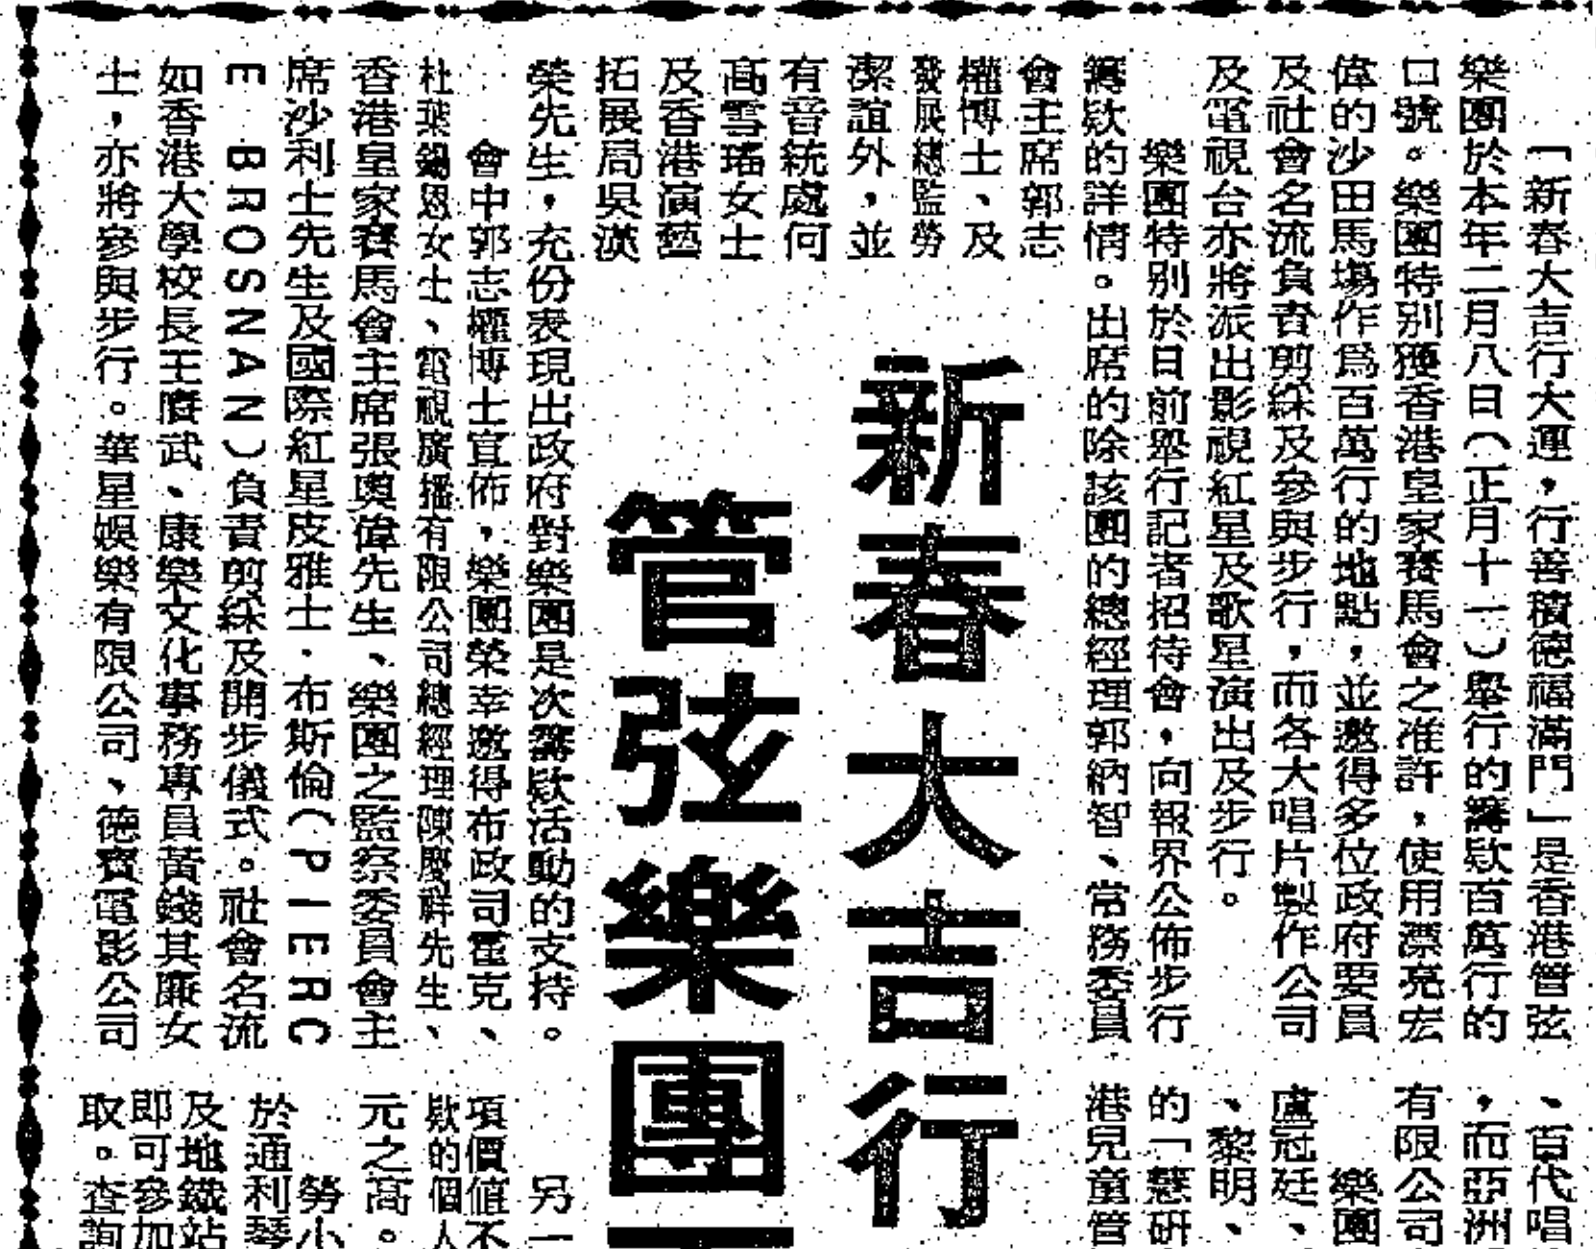 新春大吉行
管弦樂團
「新春大吉行大運，行善積德福滿門」是香港管弦
樂團於本年二月八日（正月十一）舉行的籌欵百萬行的
口號。樂團特別獲香港皇家賽馬會之准許，使用漂亮宏
偉的沙田馬塲作爲百萬行的地點，並邀得多位政府要員
及社會名流負責剪綵及參與步行，而各大唱片製作公司
及電視台亦將派出影視紅星及歌星演出及步行。
樂團特別於日前舉行記者招待會，向報界公佈步行
籌欵的詳情。出席的除該團的總經理郭納智、常務委員
會主席郭志
權博士、及
發展總監勞
潔誼外，並
有音統處何
高雪瑤女士
及香港演藝
拓展局吳漢
榮先生，充份表現出政府對樂團是次籌欵活動的支持。
會中郭志權博士宣佈，樂團榮幸邀得布政司霍克、
杜葉錫恩女士、電視廣播有限公司總經理陳慶祥先生、
香港皇家賽馬會主席張奧偉先生、樂團之監察委員會主
席沙利士先生及國際紅星皮雅士·布斯倫（PIERC
E BROSNAN）負責剪綵及開步儀式。社會名流
如香港大學校長王賡武、康樂文化事務專員黃錢其廉女
士，亦將參與步行。華星娛樂有限公司、德寶電影公司
、百代唱
，而亞洲
有限公司
樂團
盧冠廷、
、黎明、
的「慧研
港兒童管
另一
項價值不
欵的個人
元之高。
勞小
於通利琴
及地鐵站
即可參加
取。查詢